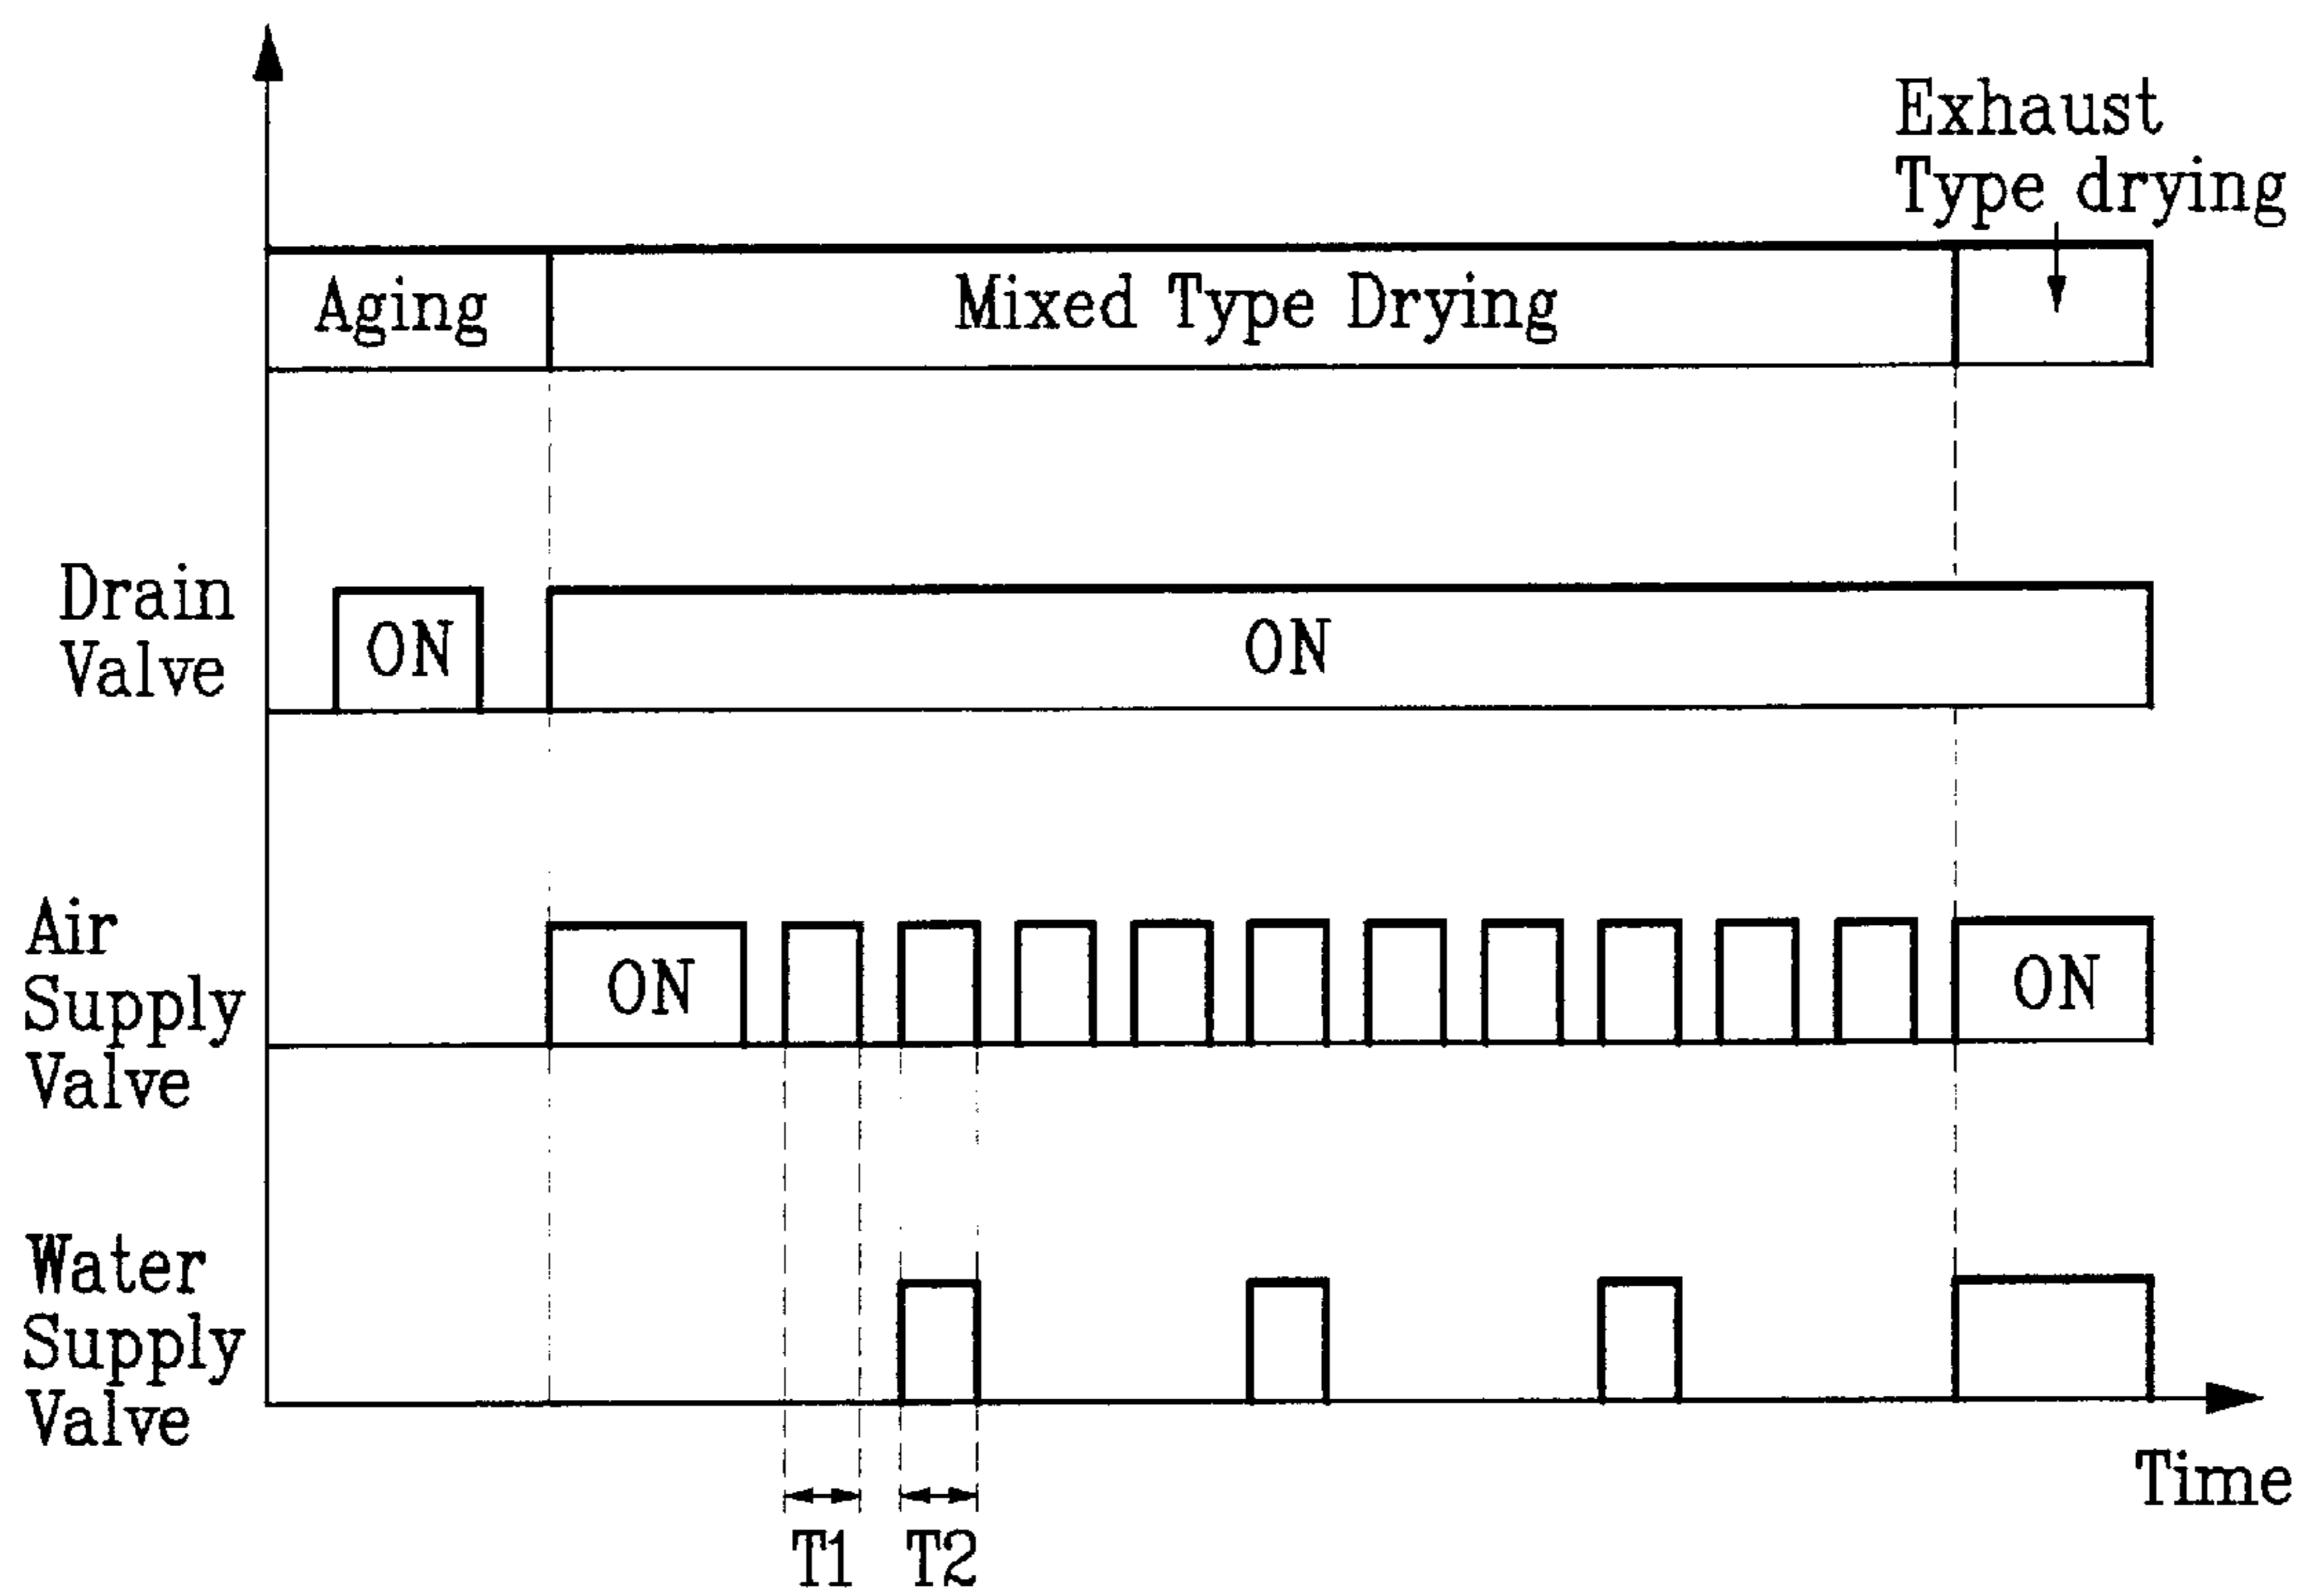 Exhaust
Type drying
Aging
Mixed Type Drying
Drain
Valve
ON
ON
Air
Supply
Valve
ON
ON
Water
Supply
Valve
Time
T1
T2